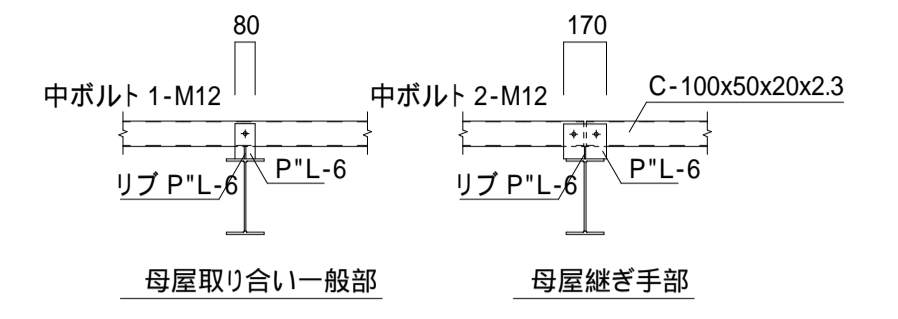 80
中ボルト 1-M12
P"L-6
リブ P"L-6
母屋取り合い一般部
170
中ボルト 2-M12
C-100x50x20x2.3
P"L-6
リブ P"L-6
母屋継ぎ手部